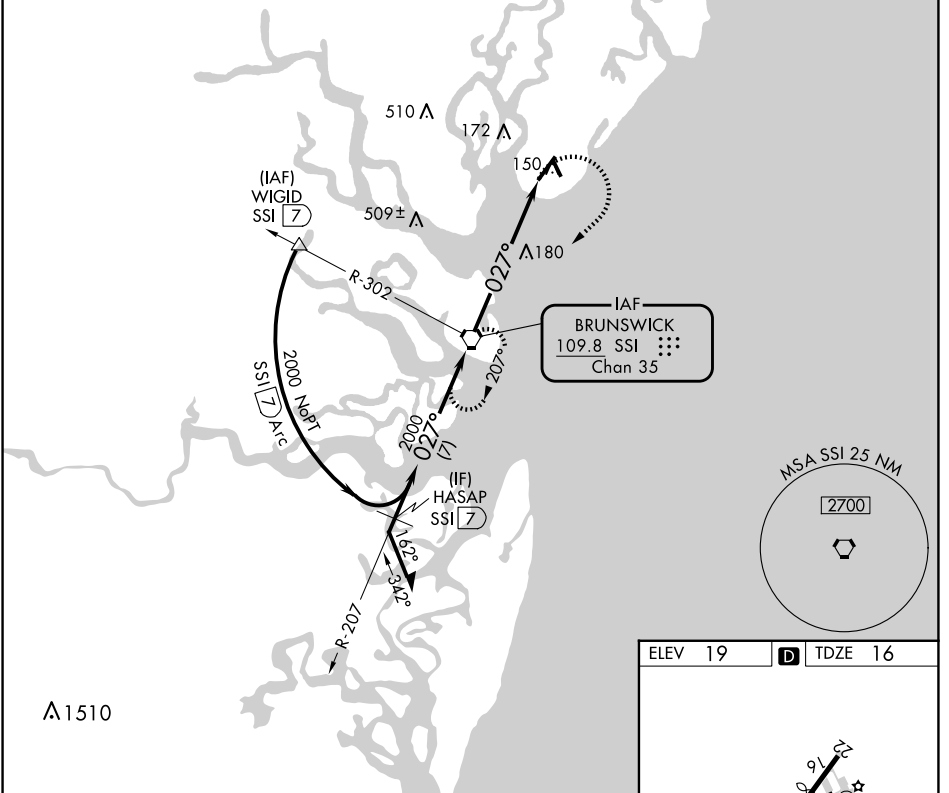 510
172
150
(IAF)
WIGID
SSI 7
509±
180
027°
R-302
IAF
BRUNSWICK
109.8 SSI
Chan 35
207°
2000 NoPT
SSI 7 Arc
2000
027°
(7)
(IF)
HASAP
SSI 7
MSA SSI 25 NM
2700
162°
342°
R-207
ELEV 19
D
TDZE 16
1510
22
16